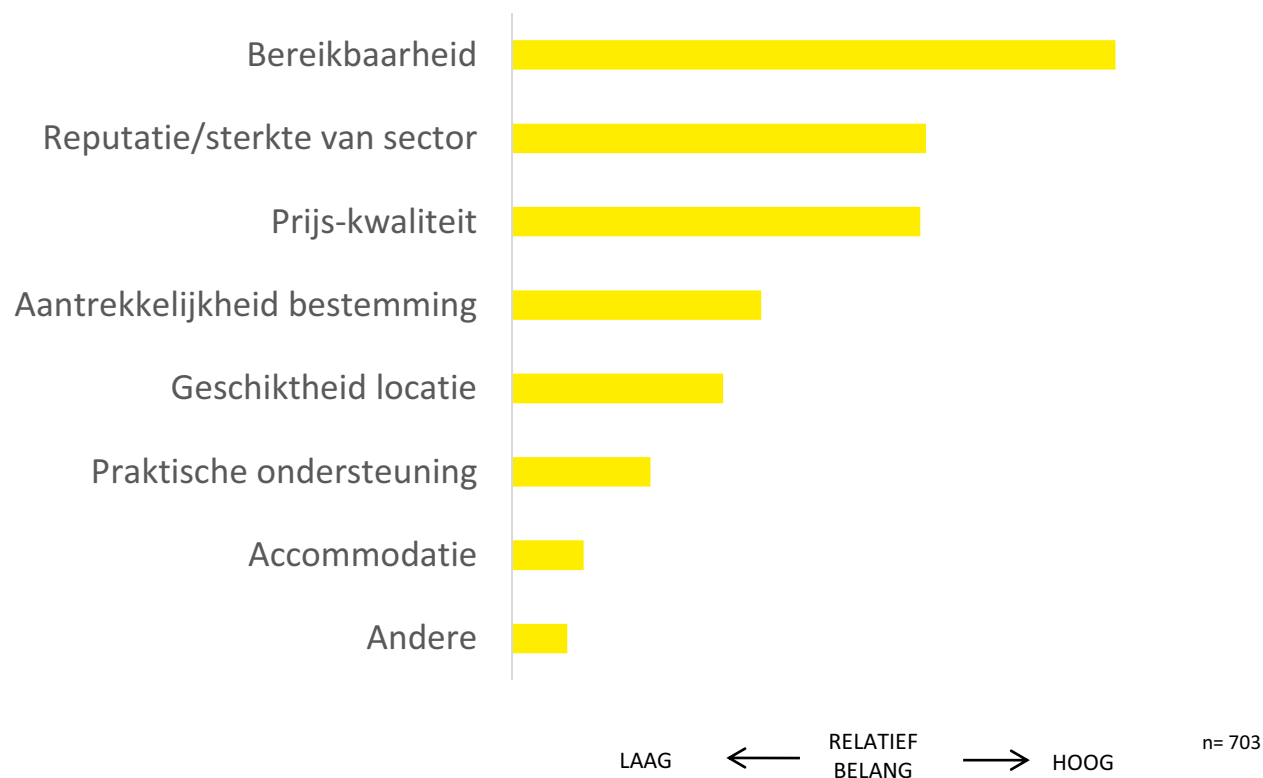 Bereikbaarheid
Reputatie/sterkte van sector
Prijs-kwaliteit
Aantrekkelijkheid bestemming
Geschiktheid locatie
Praktische ondersteuning
Accommodatie
Andere
LAAG
RELATIEF
BELANG
HOOG
n= 703